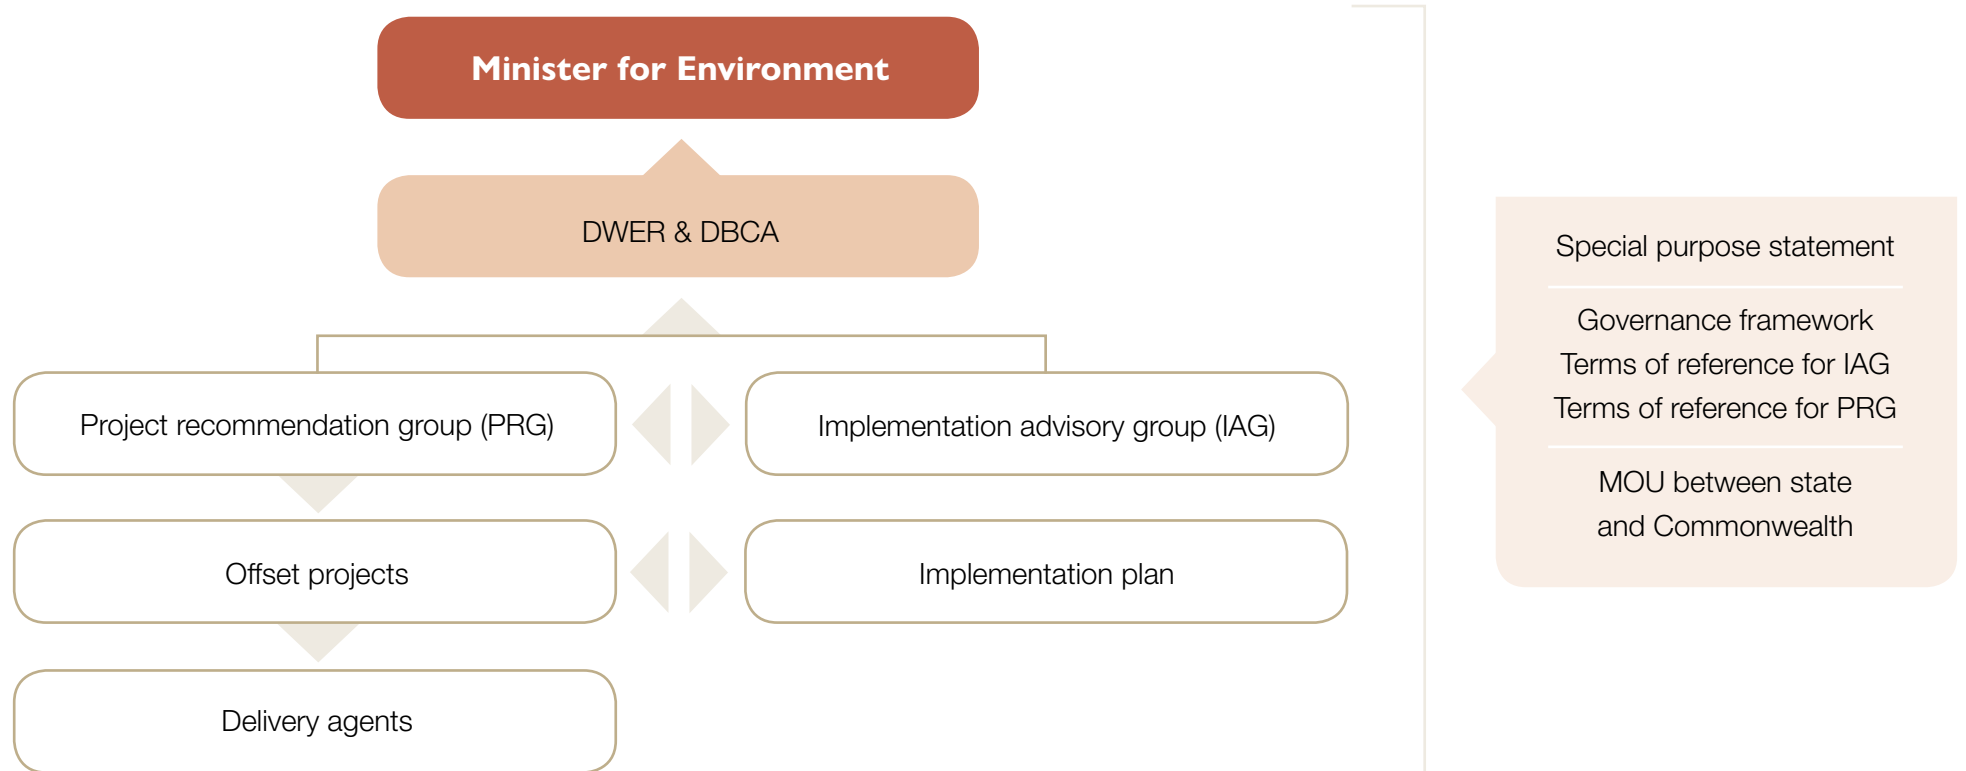 Minister for Environment
DWER & DBCA
Project recommendation group (PRG)
Implementation advisory group (IAG)
Offset projects
Implementation plan
Delivery agents
Special purpose statement
Governance framework
Terms of reference for IAG
Terms of reference for PRG
MOU between state
and Commonwealth